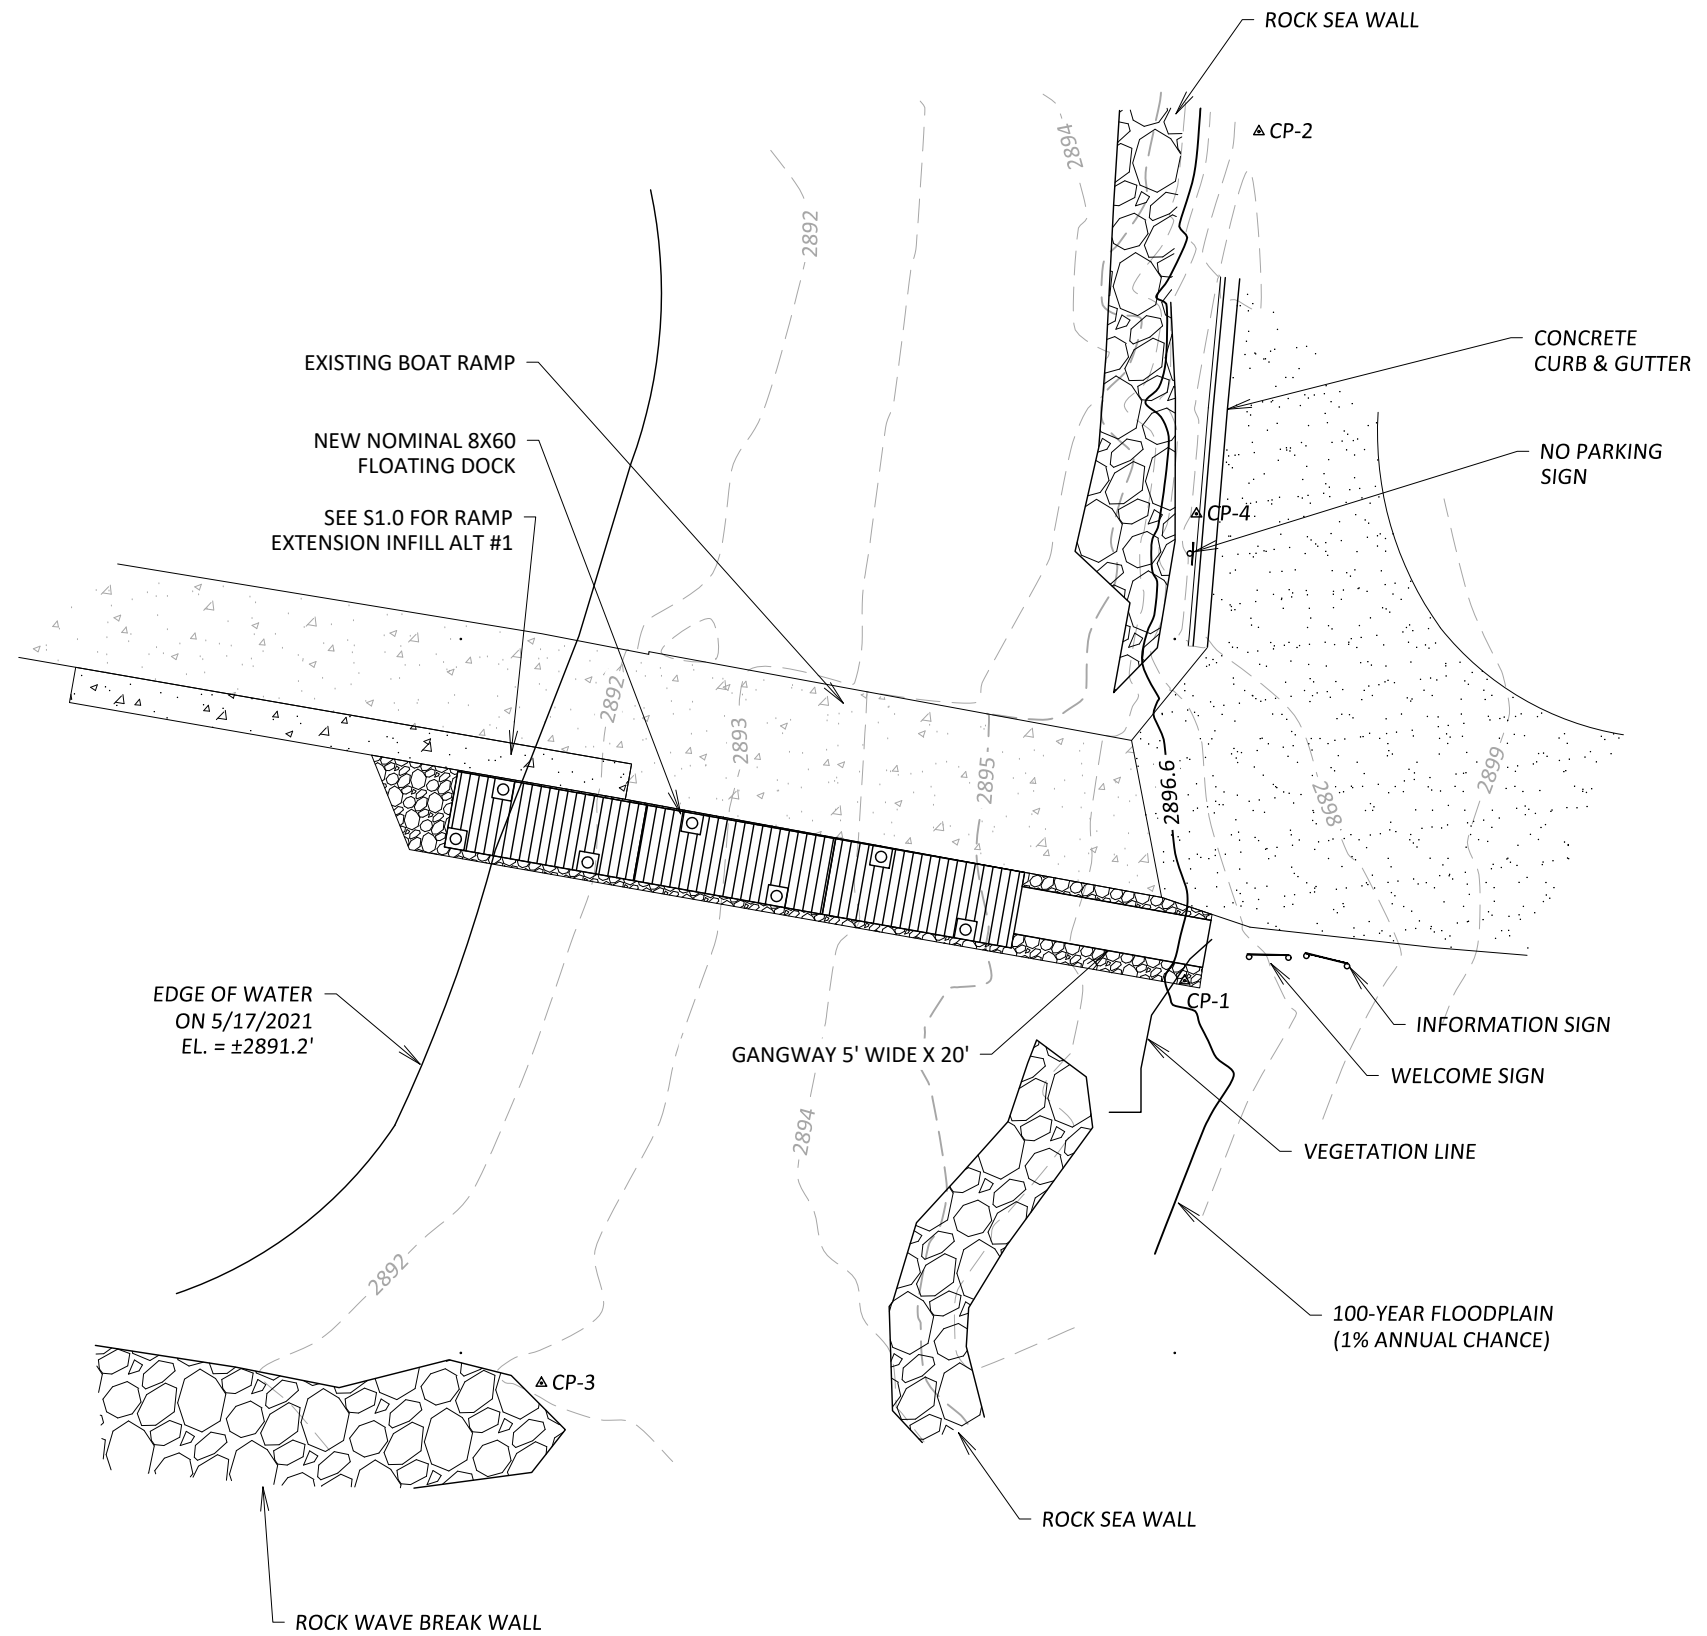 ROCK SEA WALL
CP-2
2894
2892
CONCRETE
CURB & GUTTER
EXISTING BOAT RAMP
NEW NOMINAL 8X60
FLOATING DOCK
NO PARKING
SIGN
SEE S1.0 FOR RAMP
EXTENSION INFILL ALT #1
CP-4
2892
2893
2895
2896.6
2898
2899
EDGE OF WATER
ON 5/17/2021
EL. = ±2891.2'
CP-1
INFORMATION SIGN
GANGWAY 5' WIDE X 20'
WELCOME SIGN
2894
VEGETATION LINE
2892
100-YEAR FLOODPLAIN
(1% ANNUAL CHANCE)
CP-3
ROCK SEA WALL
ROCK WAVE BREAK WALL